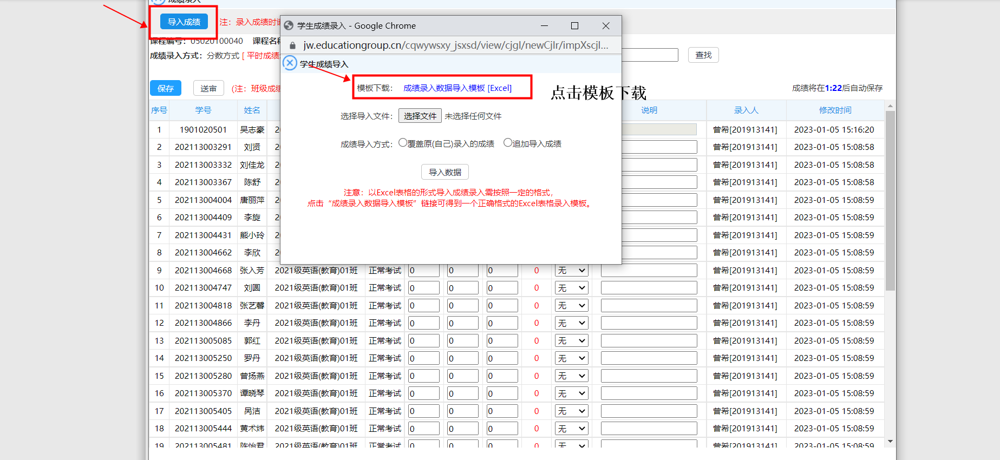 成绩录入
导入成绩 注：录入成绩时请
课程编号：05020100040 课程名称
成绩录入方式：分数方式 [ 平时成绩 查找
保存 送审 (注：班级成绩 成绩将在1:22后自动保存
学生成绩录入 - Google Chrome
jw.educationgroup.cn/cqwywsxy_jsxsd/view/cjgl/newCjlr/impXscjl...
学生成绩导入
模板下载： 成绩录入数据导入模板 [Excel]
点击模板下载
选择导入文件： 选择文件 未选择任何文件
成绩导入方式： 覆盖原(自己)录入的成绩 追加导入成绩
导入数据
注意：以Excel表格的形式导入成绩录入需按照一定的格式，
点击“成绩录入数据导入模板”链接可得到一个正确格式的Excel表格录入模板。
序号 学号 姓名 说明 录入人 修改时间
1 1901020501 吴志豪 2 曾希[201913141] 2023-01-05 15:16:20
2 202113003291 刘贤 2 曾希[201913141] 2023-01-05 15:08:58
3 202113003332 刘佳龙 2 曾希[201913141] 2023-01-05 15:08:58
4 202113003367 陈舒 2 曾希[201913141] 2023-01-05 15:08:58
5 202113004004 唐丽萍 2 曾希[201913141] 2023-01-05 15:08:59
6 202113004409 李旋 2 曾希[201913141] 2023-01-05 15:08:59
7 202113004431 熊小玲 2 曾希[201913141] 2023-01-05 15:08:59
8 202113004662 李欣 2 曾希[201913141] 2023-01-05 15:08:59
9 202113004668 张入芳 2021级英语(教育)01班 正常考试 0 0 0 0 无 曾希[201913141] 2023-01-05 15:08:59
10 202113004747 刘圆 2021级英语(教育)01班 正常考试 0 0 0 0 无 曾希[201913141] 2023-01-05 15:08:59
11 202113004818 张艺馨 2021级英语(教育)01班 正常考试 0 0 0 0 无 曾希[201913141] 2023-01-05 15:08:59
12 202113004866 李丹 2021级英语(教育)01班 正常考试 0 0 0 0 无 曾希[201913141] 2023-01-05 15:08:59
13 202113005085 郭红 2021级英语(教育)01班 正常考试 0 0 0 0 无 曾希[201913141] 2023-01-05 15:08:59
14 202113005250 罗丹 2021级英语(教育)01班 正常考试 0 0 0 0 无 曾希[201913141] 2023-01-05 15:08:59
15 202113005280 曾扬燕 2021级英语(教育)01班 正常考试 0 0 0 0 无 曾希[201913141] 2023-01-05 15:08:59
16 202113005370 谭晓琴 2021级英语(教育)01班 正常考试 0 0 0 0 无 曾希[201913141] 2023-01-05 15:08:59
17 202113005405 呙洁 2021级英语(教育)01班 正常考试 0 0 0 0 无 曾希[201913141] 2023-01-05 15:08:59
18 202113005444 黄术炜 2021级英语(教育)01班 正常考试 0 0 0 0 无 曾希[201913141] 2023-01-05 15:08:59
19 202113005481 陈怡君 2021级英语(教育)01班 正常考试 0 0 0 0 无 曾希[201913141] 2023-01-05 15:08:59